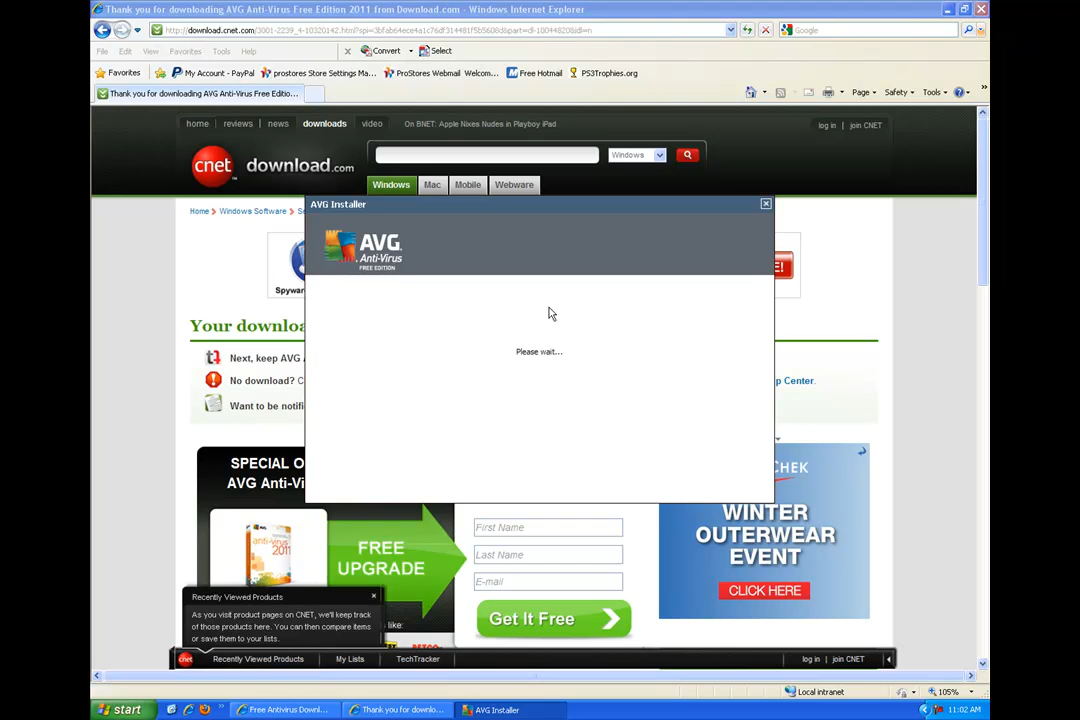 Thank you for downloading AVG Anti-Virus Free Edition 2011 from Download.com - Windows Internet Explorer
File Edit View Favorites Tools Help
Convert Select
Google
Favorites My Account - PayPal prostores Store Settings Ma... ProStores Webmail Welcom... Free Hotmail PS3Trophies.org
Thank you for downloading AVG Anti-Virus Free Editio...
Page Safety Tools
home reviews news downloads video On BNET: Apple Nixes Nudes in Playboy iPad
log in | join CNET
cnet download.com
Windows
Windows Mac Mobile Webware
Home Windows Software
AVG Installer
AVG.
Anti-Virus
FREE EDITION
Spyware
Your downloa
Please wait...
Next, keep AVG
No download? C
p Center.
Want to be notifi
SPECIAL O
AVG Anti-Vi
anti-virus
2011
FREE
UPGRADE
First Name
Last Name
E-mail
Get It Free
CHEK
WINTER
OUTERWEAR
EVENT
CLICK HERE
Recently Viewed Products
As you visit product pages on CNET, we'll keep track
of those products here. You can then compare items
or save them to your lists.
like:
cnet Recently Viewed Products My Lists TechTracker log in | join CNET
Local intranet 105%
start Free Antivirus Downl... Thank you for downlo... AVG Installer 11:02 AM